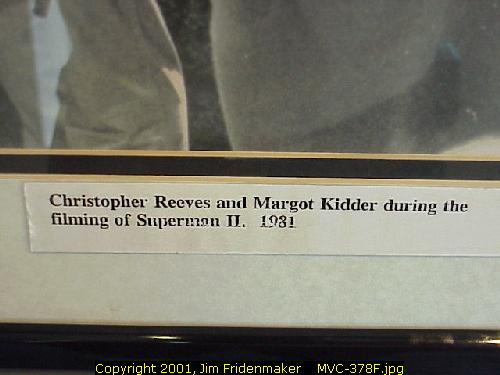 Christopher Reeves and Margot Kidder during the
filming of Superman II. 1981
Copyright 2001, Jim Fridenmaker MVC-378F.jpg